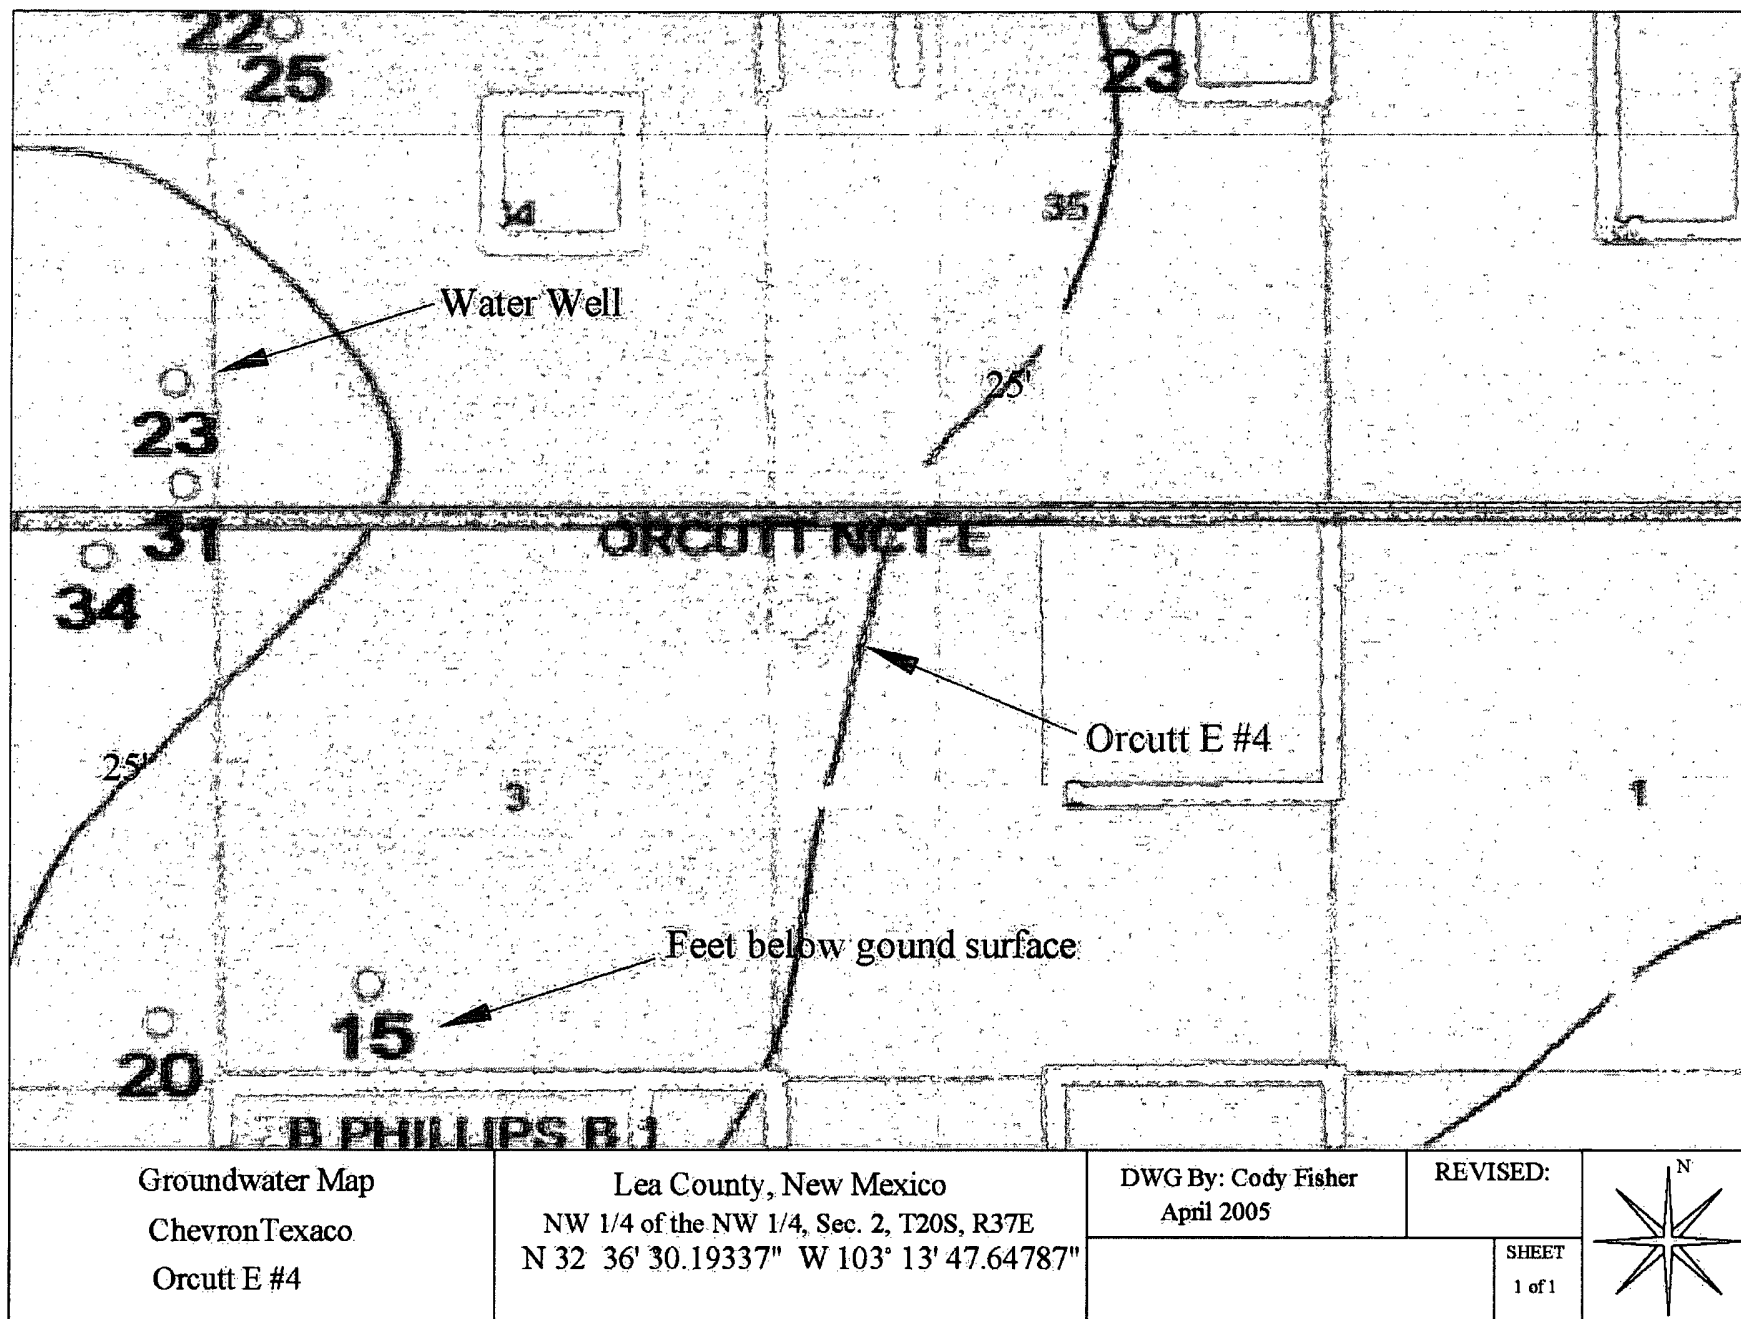 22
25
23
34
35
Water Well
25'
23
31
ORCUTT NCT-E
34
Orcutt E #4
25'
3
1
Feet below gound surface
15
20
B PHILLIPS B 1
Groundwater Map
ChevronTexaco
Orcutt E #4
Lea County, New Mexico
NW 1/4 of the NW 1/4, Sec. 2, T20S, R37E
N 32 36' 30.19337" W 103° 13' 47.64787"
DWG By: Cody Fisher
April 2005
REVISED:
SHEET
1 of 1
N